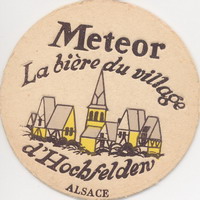 Meteor
La bière du village
d'Hochfelden
ALSACE